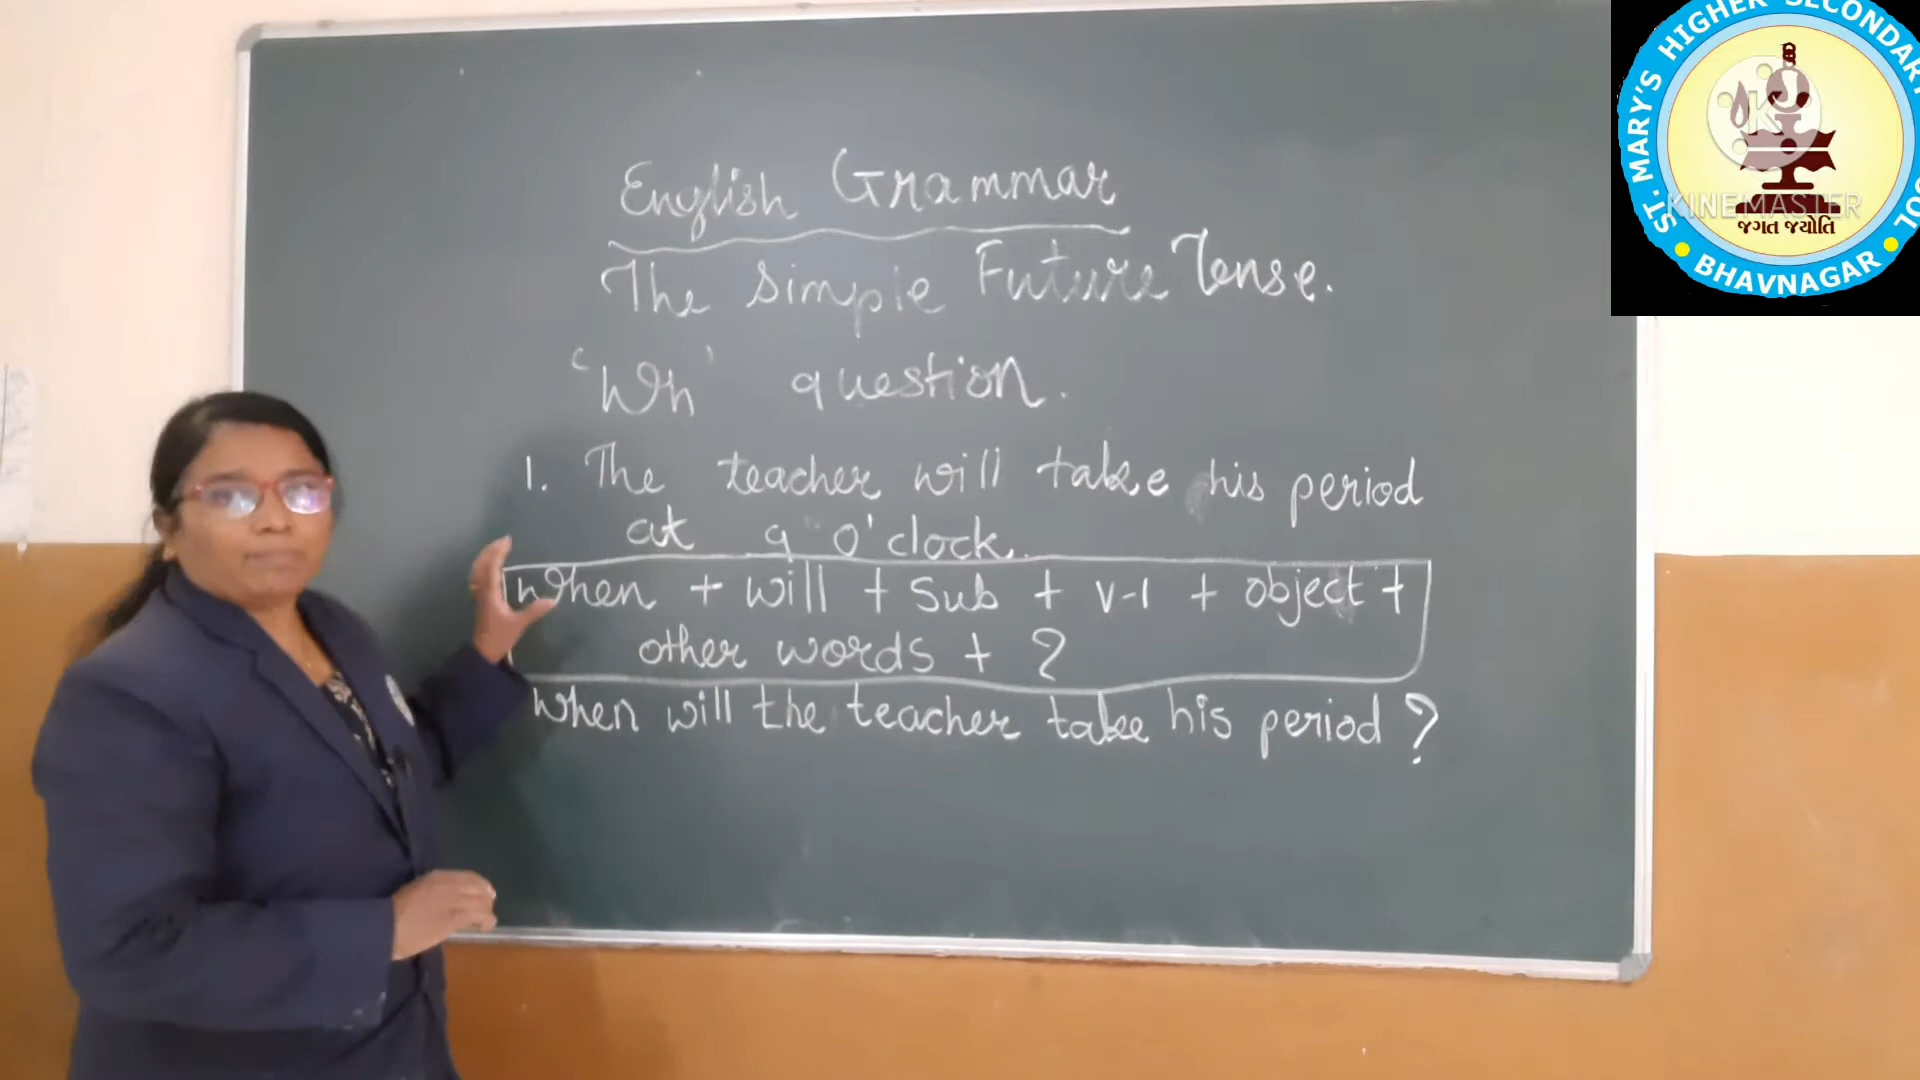 English Grammar
The Simple Future Tense.
'Wh' question.
1. The teacher will take his period
at 9 o'clock.
When + will + Sub + V-1 + object +
other words + ?
When will the teacher take his period ?
ST. MARY'S HIGHER SECONDARY
BHAVNAGAR
જગત જ્યોતિ
KINEMASTER